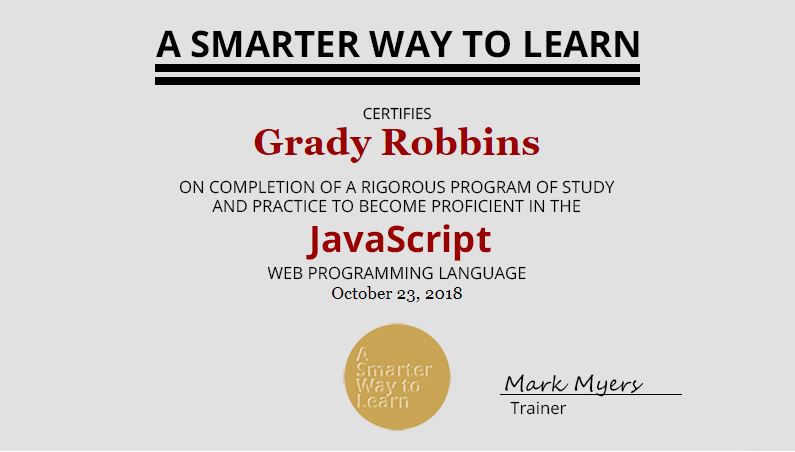 A SMARTER WAY TO LEARN
CERTIFIES
Grady Robbins
ON COMPLETION OF A RIGOROUS PROGRAM OF STUDY
AND PRACTICE TO BECOME PROFICIENT IN THE
JavaScript
WEB PROGRAMMING LANGUAGE
October 23, 2018
A
Smarter
Way to
Learn
Mark Myers
Trainer